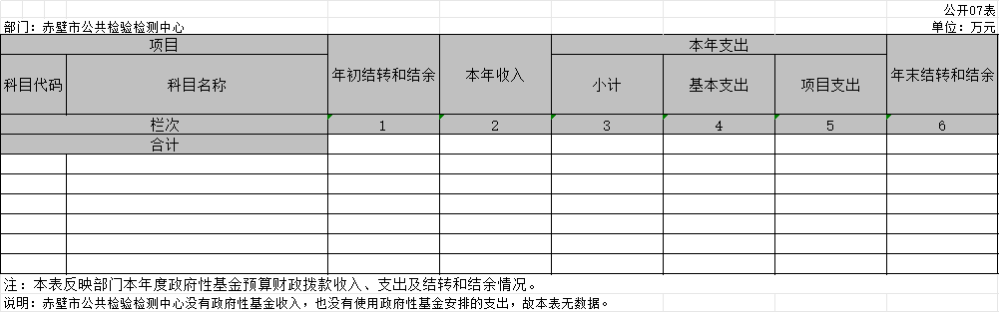 公开07表
部门：赤壁市公共检验检测中心 单位：万元
项目 年初结转和结余 本年收入 本年支出 年末结转和结余
科目代码 科目名称 小计 基本支出 项目支出
栏次 1 2 3 4 5 6
合计
注：本表反映部门本年度政府性基金预算财政拨款收入、支出及结转和结余情况。
说明：赤壁市公共检验检测中心没有政府性基金收入，也没有使用政府性基金安排的支出，故本表无数据。